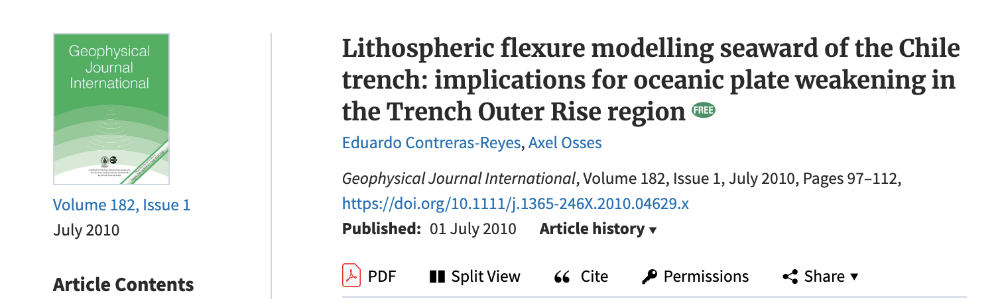 Geophysical
Journal
International
Volume 182, Issue 1
July 2010
Article Contents
Lithospheric flexure modelling seaward of the Chile
trench: implications for oceanic plate weakening in
the Trench Outer Rise region FREE
Eduardo Contreras-Reyes, Axel Osses
Geophysical Journal International, Volume 182, Issue 1, July 2010, Pages 97–112,
https://doi.org/10.1111/j.1365-246X.2010.04629.x
Published: 01 July 2010 Article history ▼
PDF Split View Cite Permissions Share ▼